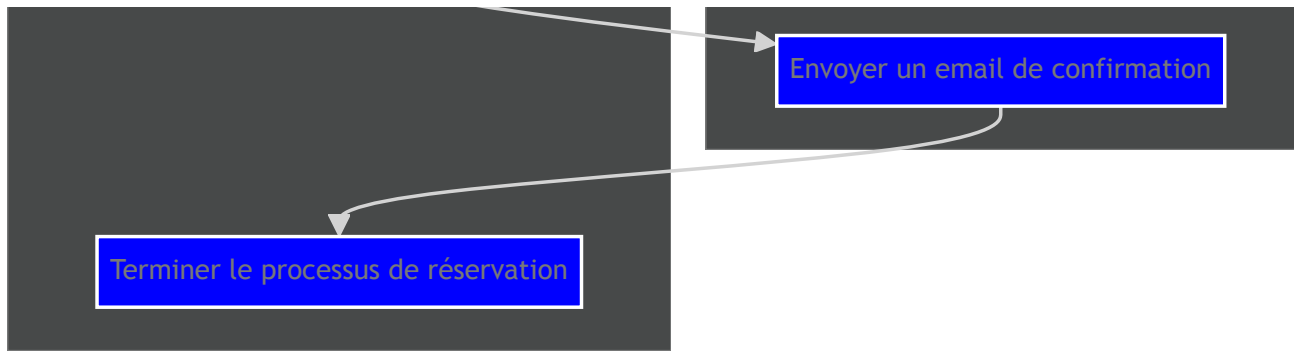 Envoyer un email de confirmation
Terminer le processus de réservation